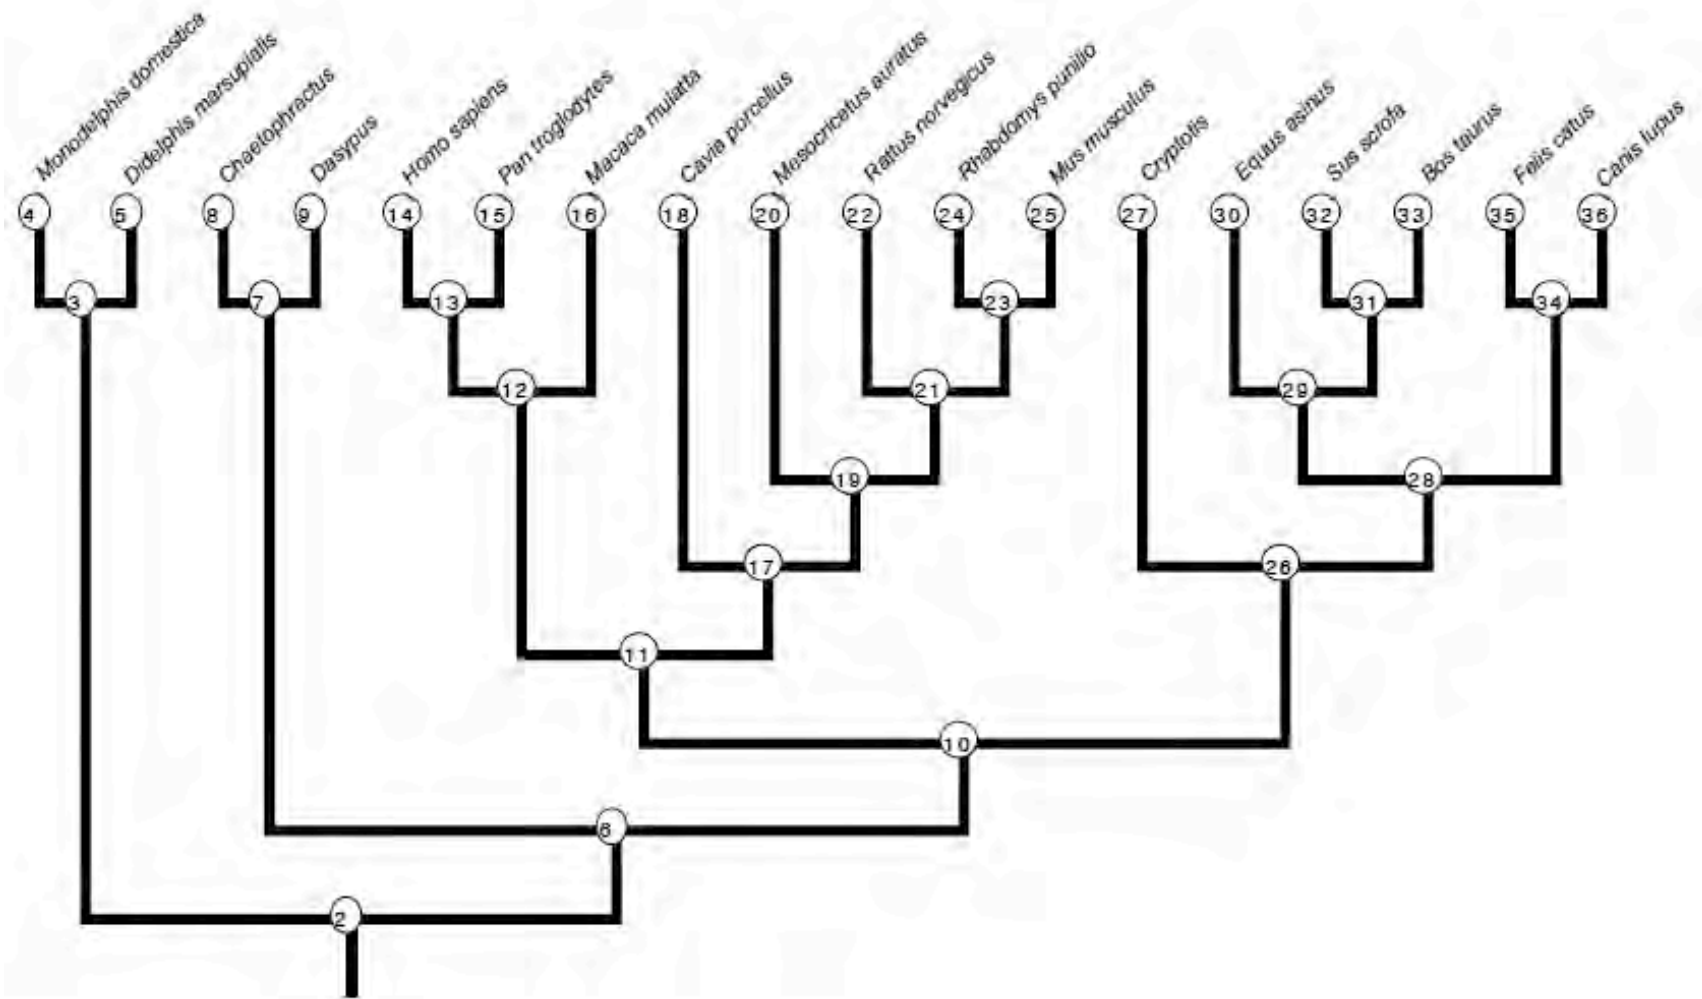 Monodelphis domestica
Didelphis marsupialis
Chaetophractus
Dasypus
Homo sapiens
Pan troglodytes
Macaca mulatta
Cavia porcellus
Mesocricetus auratus
Rattus norvegicus
Rhabdomys pumilio
Mus musculus
Cryptotis
Equus asinus
Sus scrofa
Bos taurus
Felis catus
Canis lupus
4 5 8 9 14 15 16 18 20 22 24 25 27 30 32 33 35 36
3 7 13 23 31 34
12 21 29
19 28
17 26
11
10
6
2